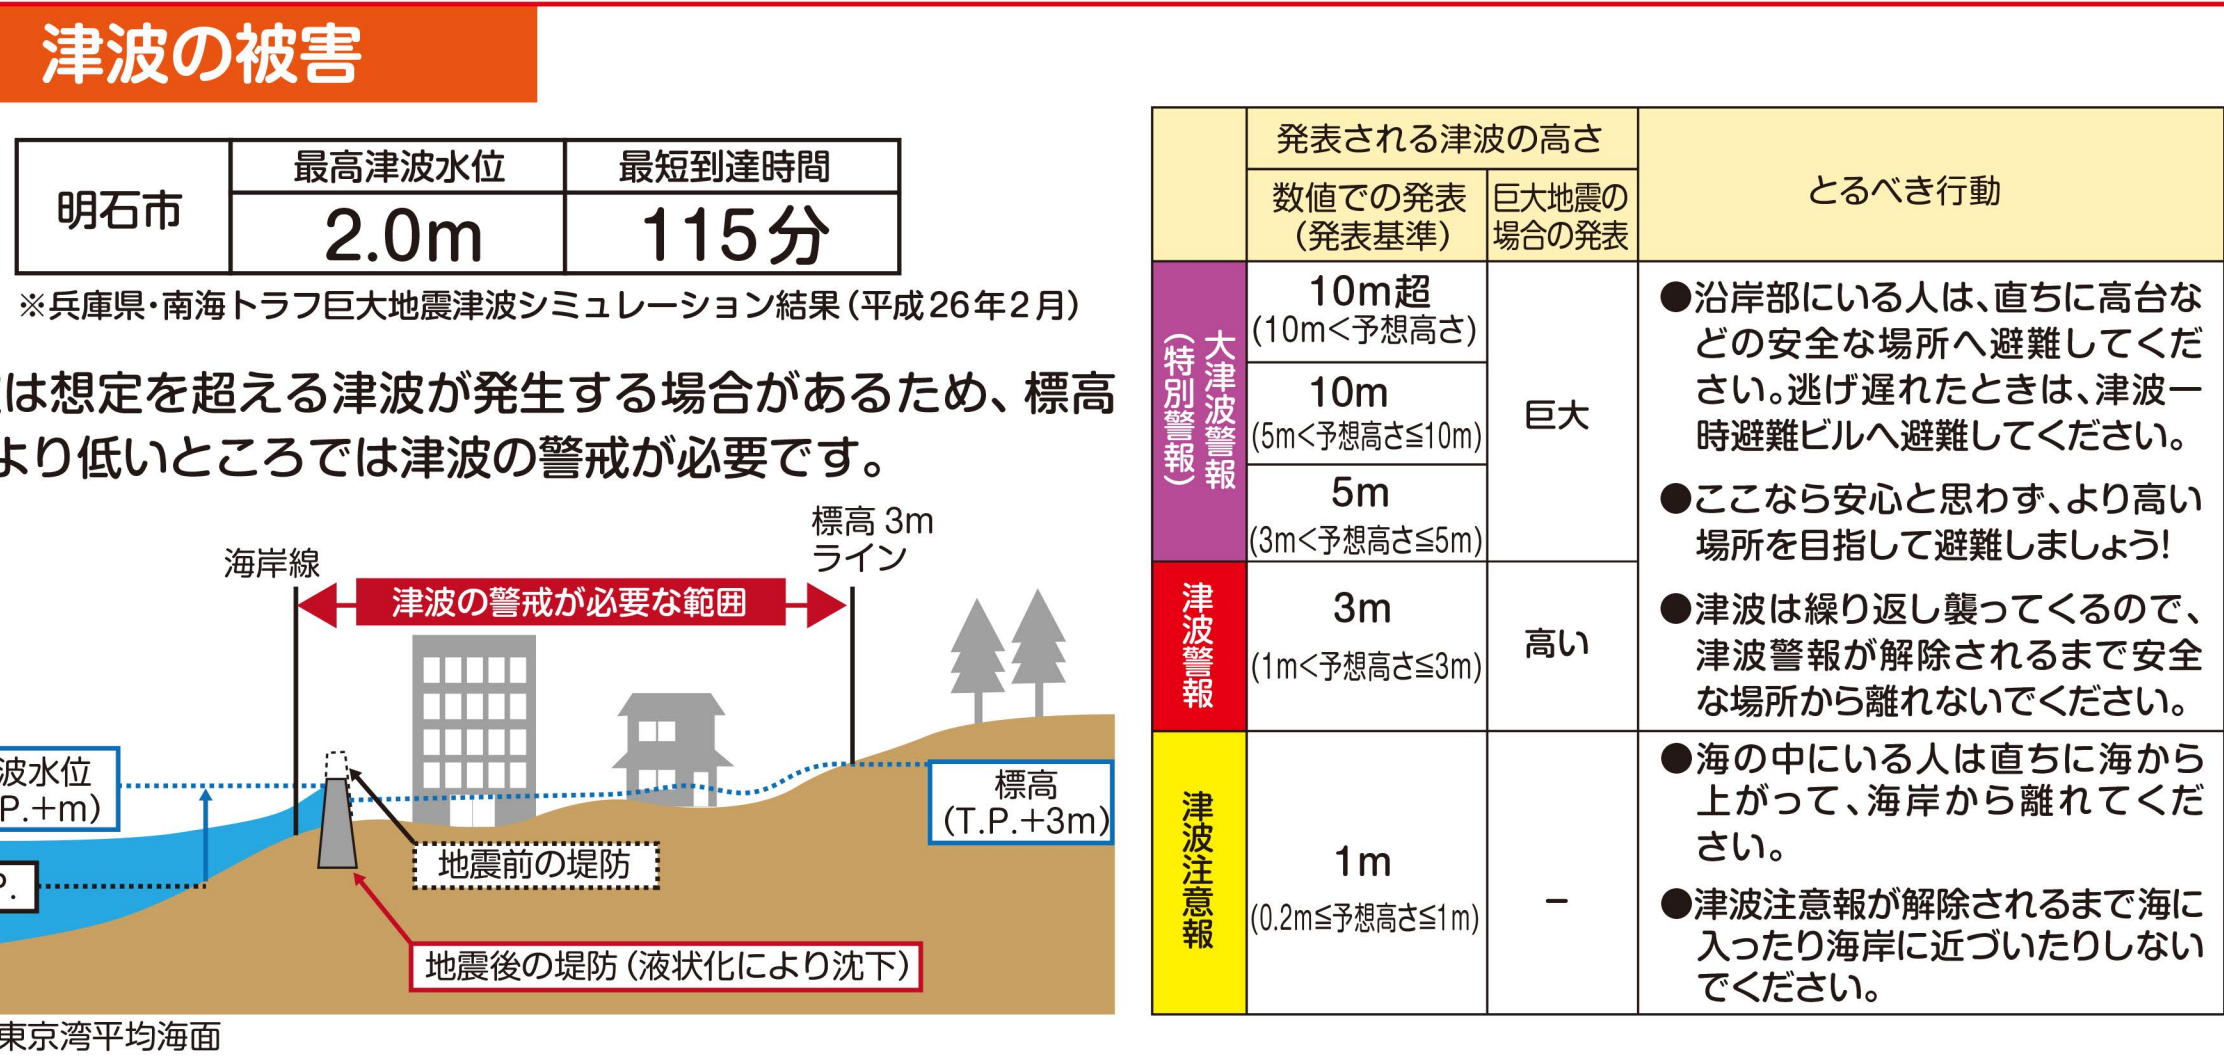 津波の被害
明石市
最高津波水位
最短到達時間
2.0m
115分
※兵庫県・南海トラフ巨大地震津波シミュレーション結果(平成26年2月)
は想定を超える津波が発生する場合があるため、標高
より低いところでは津波の警戒が必要です。
標高 3m
ライン
海岸線
津波の警戒が必要な範囲
波水位
P.+m)
標高
(T.P.+3m)
地震前の堤防
P.
地震後の堤防(液状化により沈下)
東京湾平均海面
発表される津波の高さ
とるべき行動
数値での発表
(発表基準)
巨大地震の
場合の発表
大津波警報
(特別警報)
10m超
(10m<予想高さ)
10m
(5m<予想高さ≦10m)
5m
(3m<予想高さ≦5m)
巨大
●沿岸部にいる人は、直ちに高台な
どの安全な場所へ避難してくだ
さい。逃げ遅れたときは、津波一
時避難ビルへ避難してください。
●ここなら安心と思わず、より高い
場所を目指して避難しましょう!
●津波は繰り返し襲ってくるので、
津波警報が解除されるまで安全
な場所から離れないでください。
津波警報
3m
(1m<予想高さ≦3m)
高い
津波注意報
1m
(0.2m≦予想高さ≦1m)
–
●海の中にいる人は直ちに海から
上がって、海岸から離れてくだ
さい。
●津波注意報が解除されるまで海に
入ったり海岸に近づいたりしない
でください。